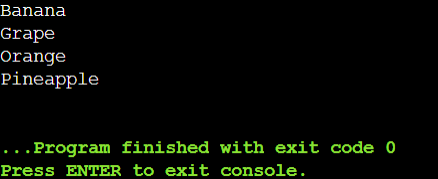 Banana
Grape
Orange
Pineapple
...Program finished with exit code 0
Press ENTER to exit console.